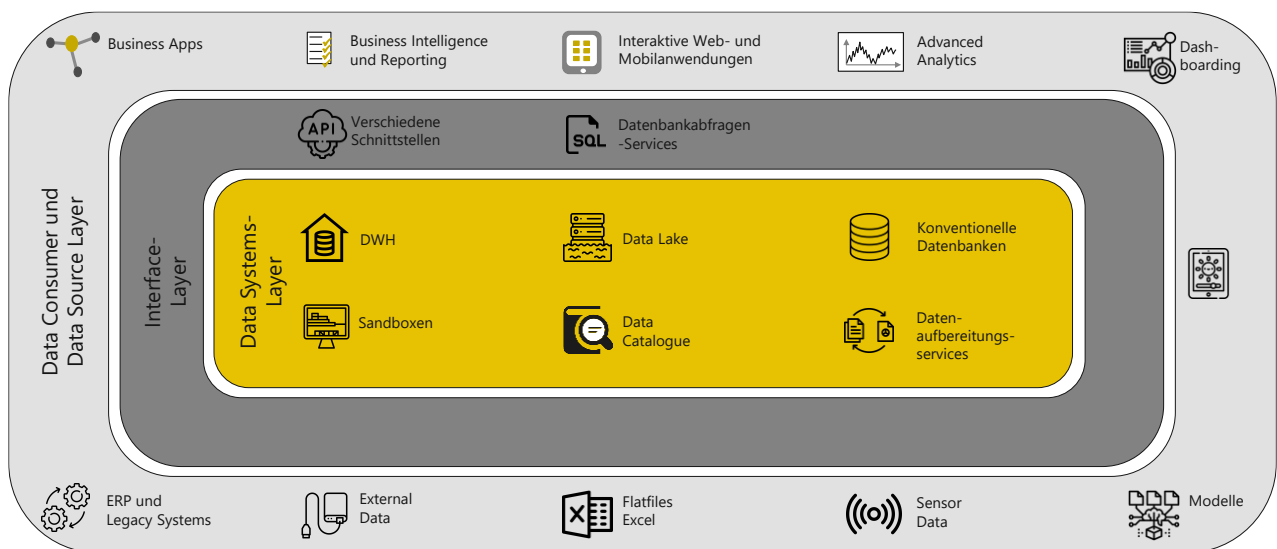 Business Apps
Business Intelligence
und Reporting
Interaktive Web- und
Mobilanwendungen
Advanced
Analytics
Dash-
boarding
API
Verschiedene
Schnittstellen
SQL
Datenbankabfragen
-Services
Data Consumer und
Data Source Layer
Interface-
Layer
Data Systems-
Layer
DWH
Data Lake
Konventionelle
Datenbanken
Sandboxen
Data
Catalogue
Daten-
aufbereitungs-
services
ERP und
Legacy Systems
External
Data
X
Flatfiles
Excel
Sensor
Data
Modelle